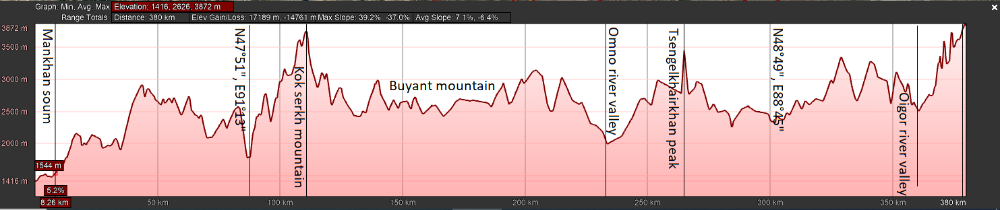 Graph: Min, Avg, Max Elevation: 1416, 2626, 3872 m
Range Totals: Distance: 380 km Elev Gain/Loss: 17189 m, -14761 m Max Slope: 39.2%, -37.0% Avg Slope: 7.1%, -6.4%
3872 m
3500 m
3000 m
2500 m
2000 m
1416 m
Mankhan soum
N47°51", E91°13"
Kok serkh mountain
Buyant mountain
Omno river valley
Tsengelkhairkhan peak
N48°49", E88°45"
Oigor river valley
1544 m
5.2%
8.26 km
50 km
100 km
150 km
200 km
250 km
300 km
350 km
380 km